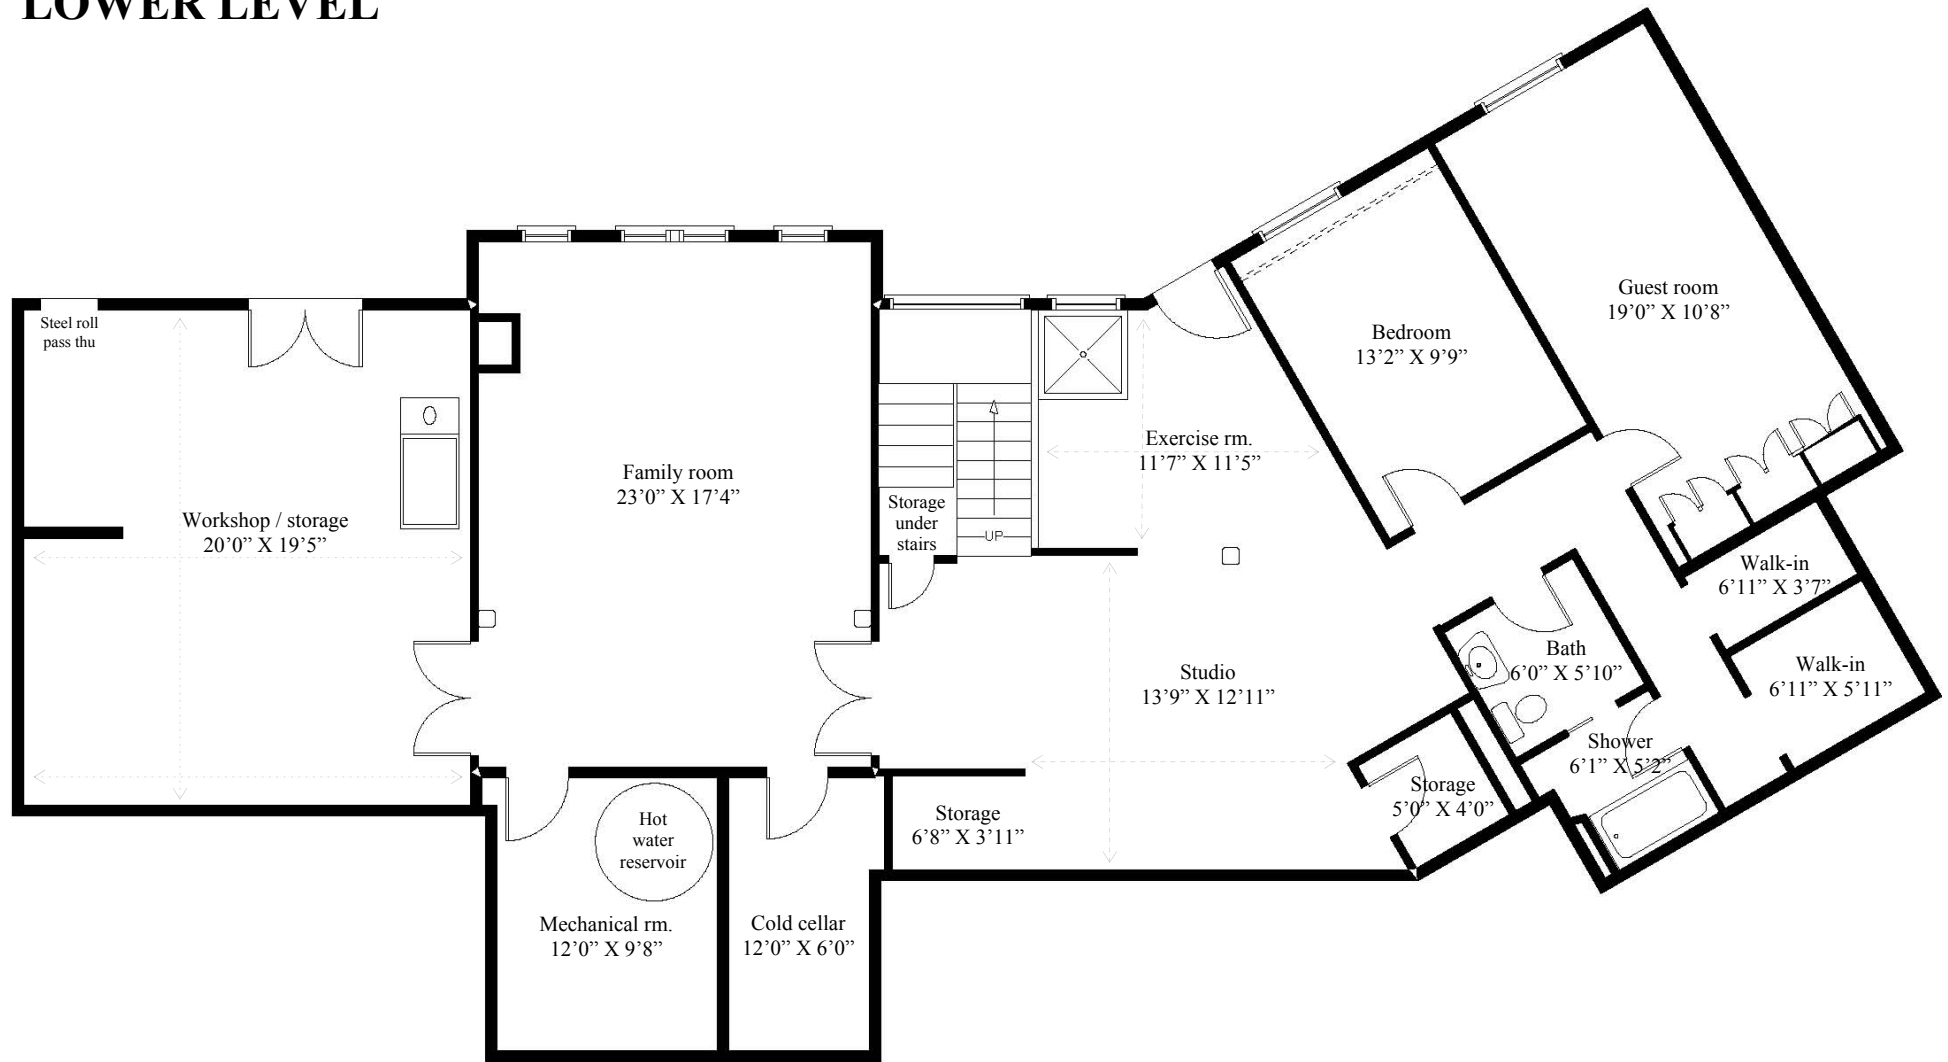 LOWER LEVEL
Steel roll
pass thu
Workshop / storage
20’0” X 19’5”
Family room
23’0” X 17’4”
Storage
under
stairs
UP
Exercise rm.
11’7” X 11’5”
Bedroom
13’2” X 9’9”
Guest room
19’0” X 10’8”
Walk-in
6’11” X 3’7”
Walk-in
6’11” X 5’11”
Bath
6’0” X 5’10”
Shower
6’1” X 5’2”
Studio
13’9” X 12’11”
Storage
5’0” X 4’0”
Storage
6’8” X 3’11”
Hot
water
reservoir
Mechanical rm.
12’0” X 9’8”
Cold cellar
12’0” X 6’0”